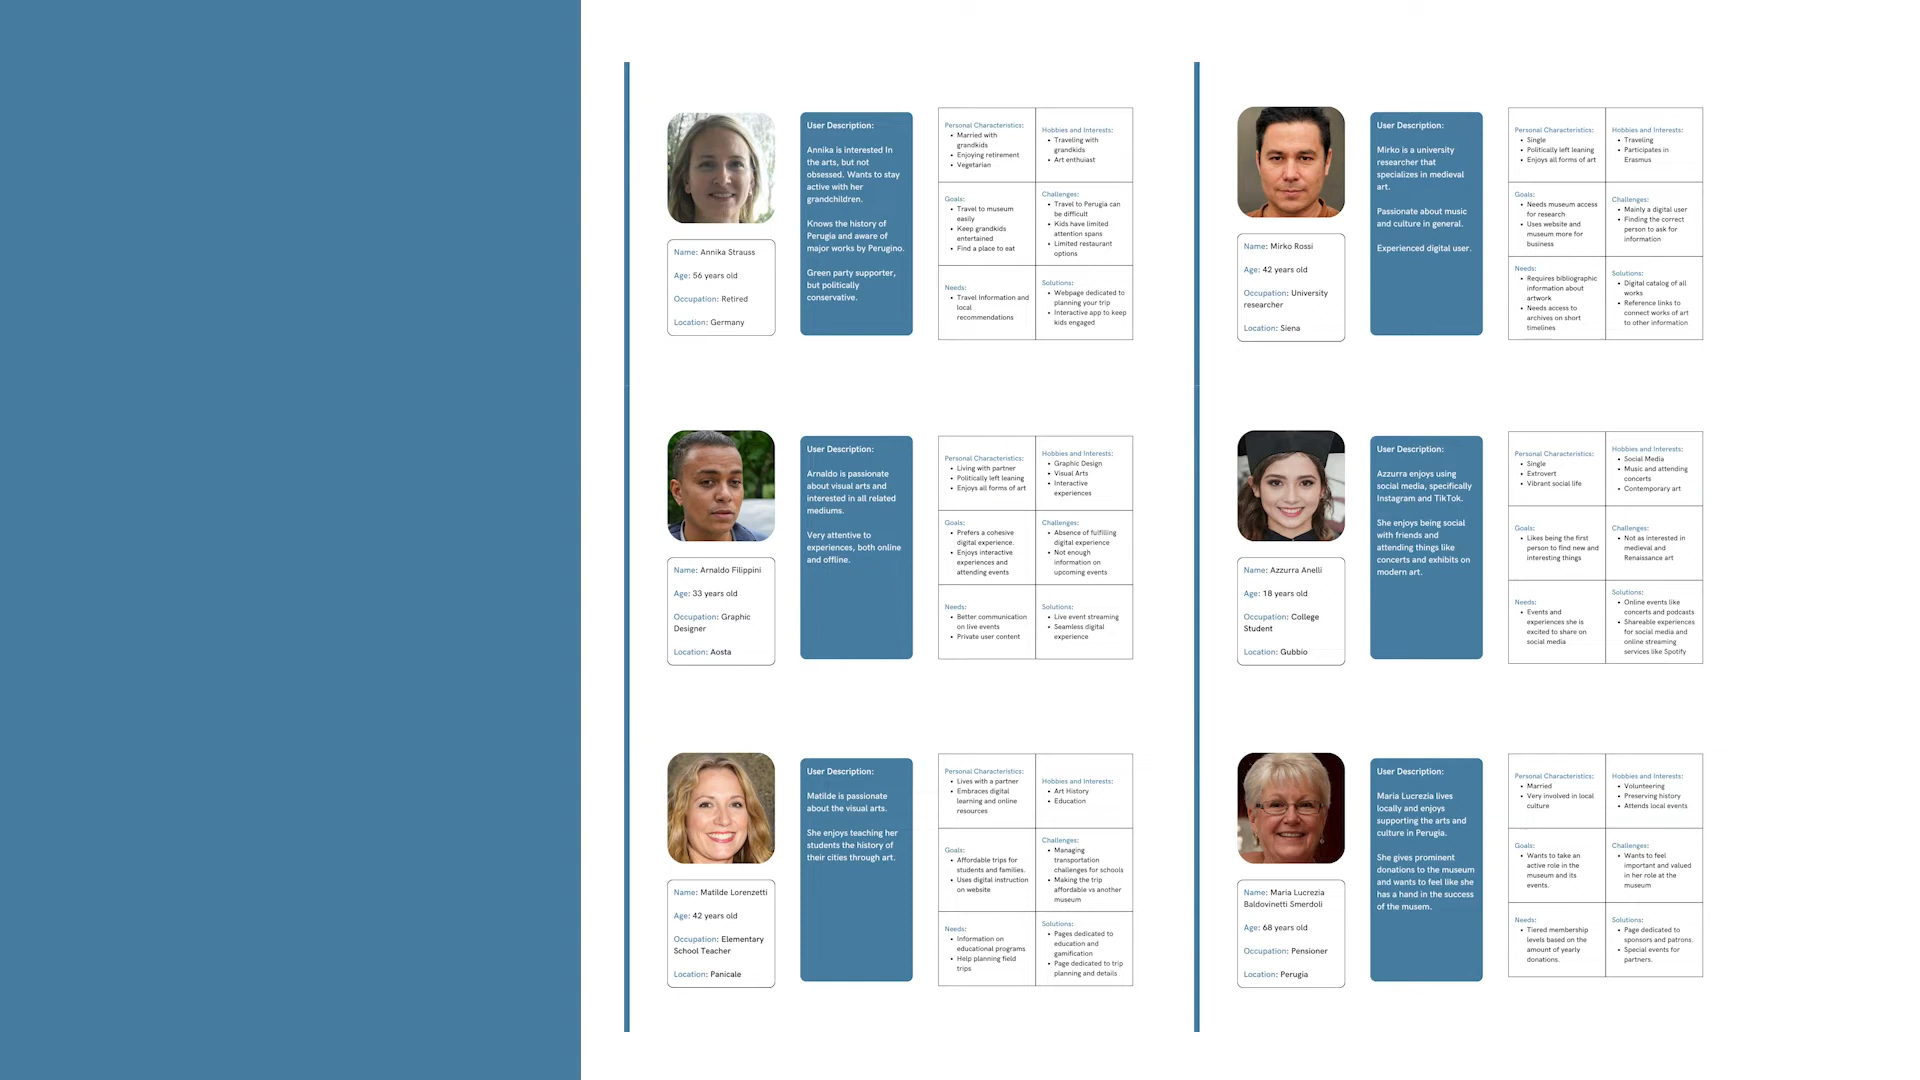 Name: Annika Strauss
Age: 56 years old
Occupation: Retired
Location: Germany
User Description:
Annika is interested In
the arts, but not
obsessed. Wants to stay
active with her
grandchildren.
Knows the history of
Perugia and aware of
major works by Perugino.
Green party supporter,
but politically
conservative.
Personal Characteristics:
• Married with
grandkids
• Enjoying retirement
• Vegetarian
Hobbies and Interests:
• Traveling with
grandkids
• Art enthuiast
Goals:
• Travel to museum
easily
• Keep grandkids
entertained
• Find a place to eat
Challenges:
• Travel to Perugia can
be difficult
• Kids have limited
attention spans
• Limited restaurant
options
Needs:
• Travel Information and
local
recommendations
Solutions:
• Webpage dedicated to
planning your trip
• Interactive app to keep
kids engaged
Name: Mirko Rossi
Age: 42 years old
Occupation: University
researcher
Location: Siena
User Description:
Mirko is a university
researcher that
specializes in medieval
art.
Passionate about music
and culture in general.
Experienced digital user.
Personal Characteristics:
• Single
• Politically left leaning
• Enjoys all forms of art
Hobbies and Interests:
• Traveling
• Participates in
Erasmus
Goals:
• Needs museum access
for research
• Uses website and
museum more for
business
Challenges:
• Mainly a digital user
• Finding the correct
person to ask for
information
Needs:
• Requires bibliographic
information about
artwork
• Needs access to
archives on short
timelines
Solutions:
• Digital catalog of all
works
• Reference links to
connect works of art
to other information
Name: Arnaldo Filippini
Age: 33 years old
Occupation: Graphic
Designer
Location: Aosta
User Description:
Arnaldo is passionate
about visual arts and
interested in all related
mediums.
Very attentive to
experiences, both online
and offline.
Personal Characteristics:
• Living with partner
• Politically left leaning
• Enjoys all forms of art
Hobbies and Interests:
• Graphic Design
• Visual Arts
• Interactive
experiences
Goals:
• Prefers a cohesive
digital experience.
• Enjoys interactive
experiences and
attending events
Challenges:
• Absence of fulfilling
digital experience
• Not enough
information on
upcoming events
Needs:
• Better communication
on live events
• Private user content
Solutions:
• Live event streaming
• Seamless digital
experience
Name: Azzurra Anelli
Age: 18 years old
Occupation: College
Student
Location: Gubbio
User Description:
Azzurra enjoys using
social media, specifically
Instagram and TikTok.
She enjoys being social
with friends and
attending things like
concerts and exhibits on
modern art.
Personal Characteristics:
• Single
• Extrovert
• Vibrant social life
Hobbies and Interests:
• Social Media
• Music and attending
concerts
• Contemporary art
Goals:
• Likes being the first
person to find new and
interesting things
Challenges:
• Not as interested in
medieval and
Renaissance art
Needs:
• Events and
experiences she is
excited to share on
social media
Solutions:
• Online events like
concerts and podcasts
• Shareable experiences
for social media and
online streaming
services like Spotify
Name: Matilde Lorenzetti
Age: 42 years old
Occupation: Elementary
School Teacher
Location: Panicale
User Description:
Matilde is passionate
about the visual arts.
She enjoys teaching her
students the history of
their cities through art.
Personal Characteristics:
• Lives with a partner
• Embraces digital
learning and online
resources
Hobbies and Interests:
• Art History
• Education
Goals:
• Affordable trips for
students and families.
• Uses digital instruction
on website
Challenges:
• Managing
transportation
challenges for schools
• Making the trip
affordable vs another
museum
Needs:
• Information on
educational programs
• Help planning field
trips
Solutions:
• Pages dedicated to
education and
gamification
• Page dedicated to trip
planning and details
Name: Maria Lucrezia
Baldovinetti Smerdoli
Age: 68 years old
Occupation: Pensioner
Location: Perugia
User Description:
Maria Lucrezia lives
locally and enjoys
supporting the arts and
culture in Perugia.
She gives prominent
donations to the museum
and wants to feel like she
has a hand in the success
of the musem.
Personal Characteristics:
• Married
• Very involved in local
culture
Hobbies and Interests:
• Volunteering
• Preserving history
• Attends local events
Goals:
• Wants to take an
active role in the
museum and its
events.
Challenges:
• Wants to feel
important and valued
in her role at the
museum
Needs:
• Tiered membership
levels based on the
amount of yearly
donations.
Solutions:
• Page dedicated to
sponsors and patrons.
• Special events for
partners.